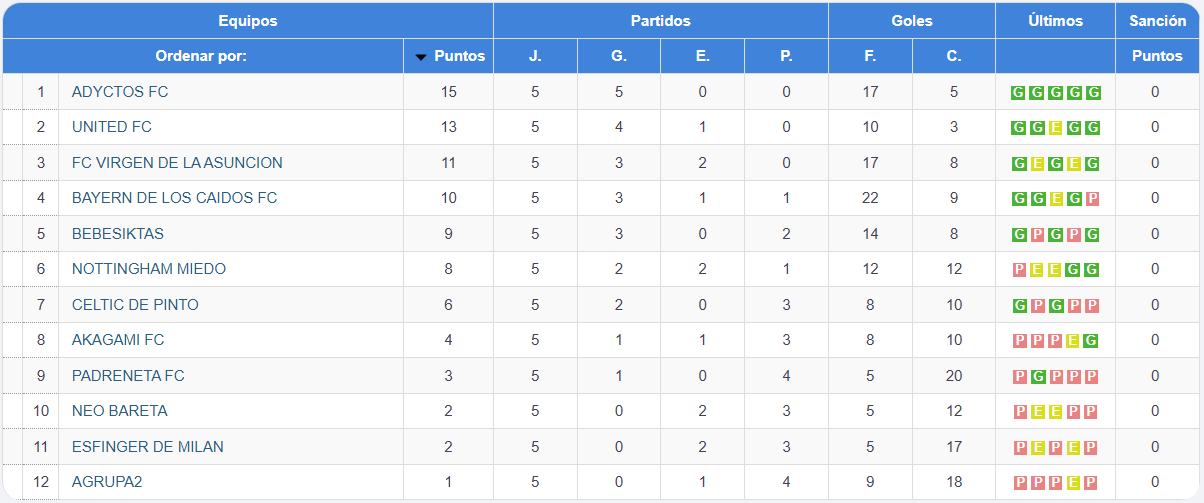 Equipos Partidos Goles Últimos Sanción
Ordenar por: Puntos J. G. E. P. F. C. Puntos
1 ADYCTOS FC 15 5 5 0 0 17 5 G G G G G 0
2 UNITED FC 13 5 4 1 0 10 3 G G E G G 0
3 FC VIRGEN DE LA ASUNCION 11 5 3 2 0 17 8 G E G E G 0
4 BAYERN DE LOS CAIDOS FC 10 5 3 1 1 22 9 G G E G P 0
5 BEBESIKTAS 9 5 3 0 2 14 8 G P G P G 0
6 NOTTINGHAM MIEDO 8 5 2 2 1 12 12 P E E G G 0
7 CELTIC DE PINTO 6 5 2 0 3 8 10 G P G P P 0
8 AKAGAMI FC 4 5 1 1 3 8 10 P P P E G 0
9 PADRENETA FC 3 5 1 0 4 5 20 P G P P P 0
10 NEO BARETA 2 5 0 2 3 5 12 P E E P P 0
11 ESFINGER DE MILAN 2 5 0 2 3 5 17 P E P E P 0
12 AGRUPA2 1 5 0 1 4 9 18 P P P E P 0